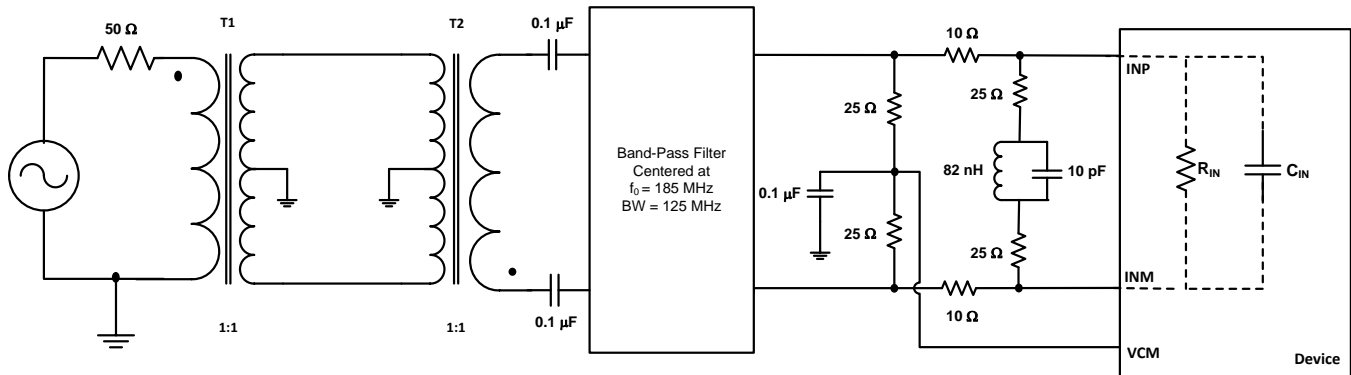 50 Ω
T1
T2
0.1 µF
10 Ω
INP
25 Ω
25 Ω
Band-Pass Filter
Centered at
f0 = 185 MHz
BW = 125 MHz
82 nH
10 pF
RIN
CIN
0.1 µF
25 Ω
25 Ω
INM
10 Ω
0.1 µF
1:1
1:1
VCM
Device